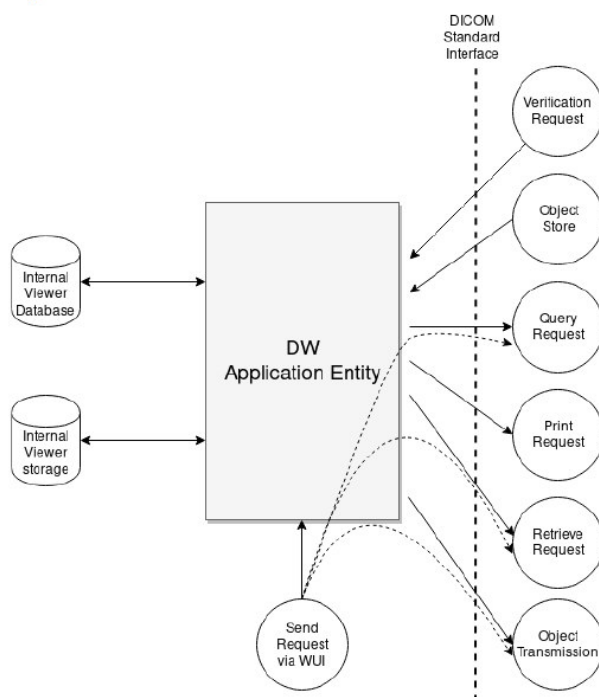 DICOM
Standard
Interface
Verification
Request
Object
Store
Internal
Viewer
Database
Query
Request
DW
Application Entity
Internal
Viewer
storage
Print
Request
Retrieve
Request
Send
Request
via WUI
Object
Transmission